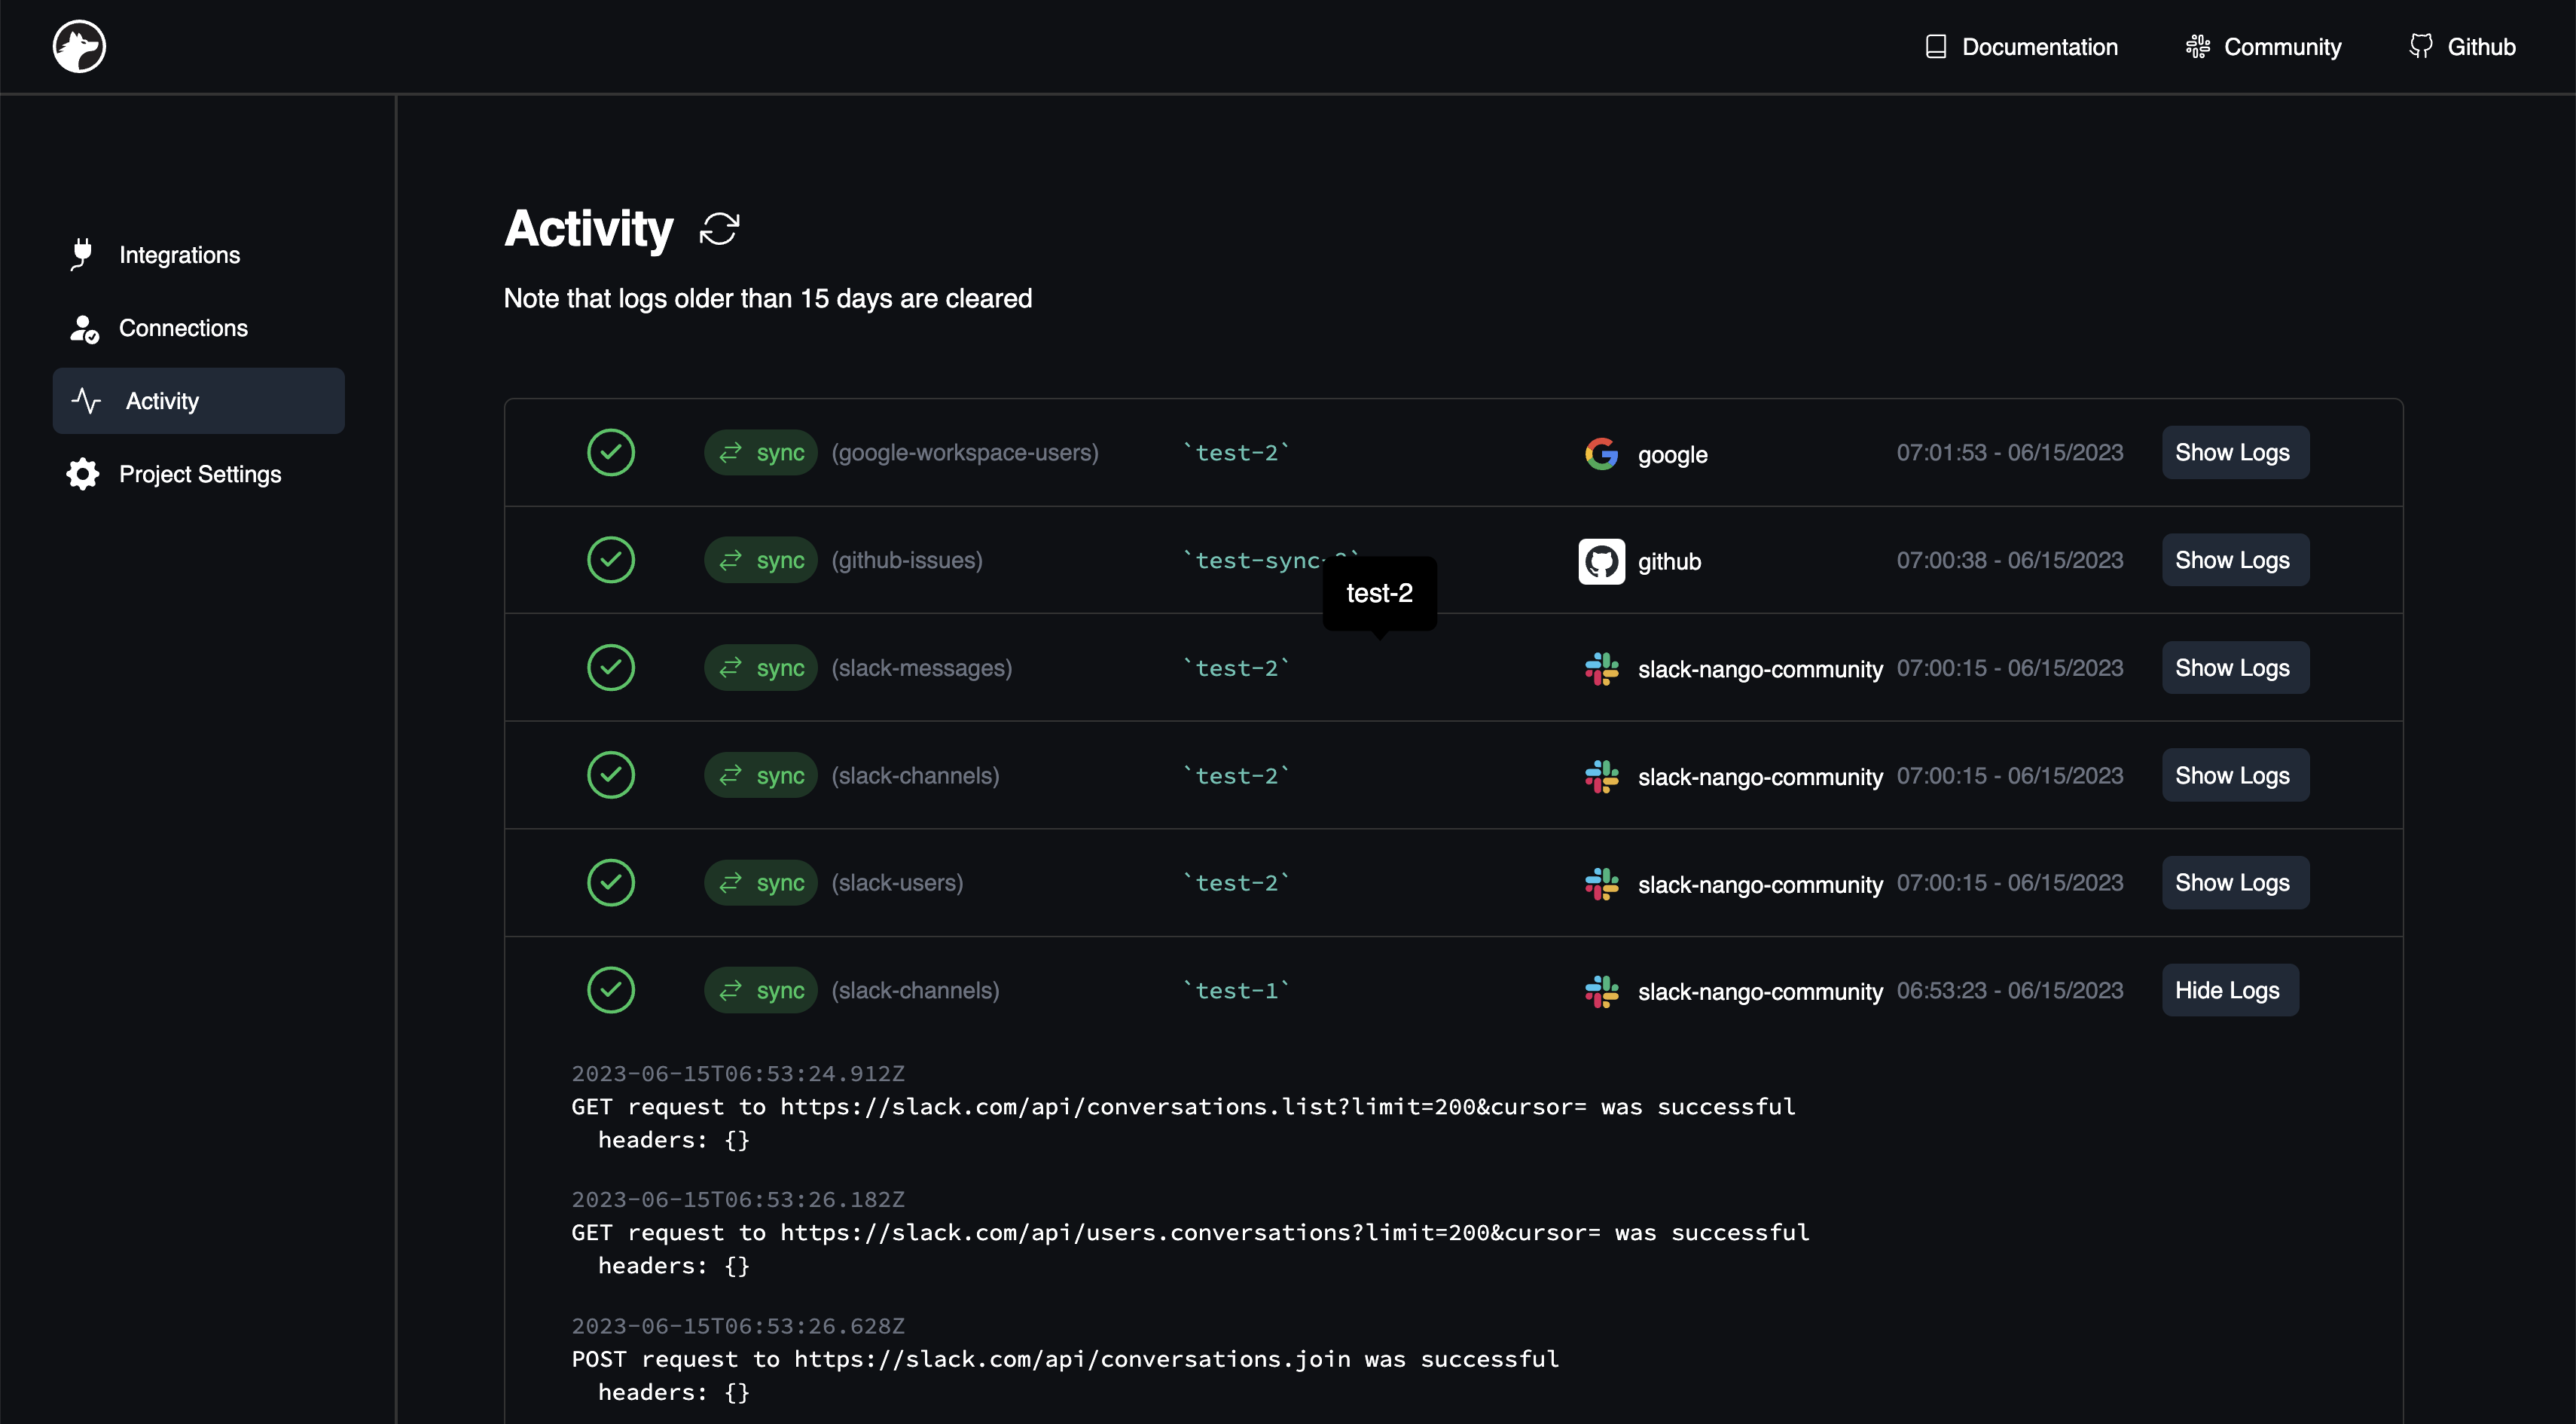 Documentation Community Github
Integrations
Connections
Activity
Project Settings
Activity
Note that logs older than 15 days are cleared
sync (google-workspace-users) `test-2` google 07:01:53 - 06/15/2023 Show Logs
sync (github-issues) github 07:00:38 - 06/15/2023 Show Logs
test-2
sync (slack-messages) `test-2` slack-nango-community 07:00:15 - 06/15/2023 Show Logs
sync (slack-channels) `test-2` slack-nango-community 07:00:15 - 06/15/2023 Show Logs
sync (slack-users) `test-2` slack-nango-community 07:00:15 - 06/15/2023 Show Logs
sync (slack-channels) `test-1` slack-nango-community 06:53:23 - 06/15/2023 Hide Logs
2023-06-15T06:53:24.912Z
GET request to https://slack.com/api/conversations.list?limit=200&cursor= was successful
headers: {}
2023-06-15T06:53:26.182Z
GET request to https://slack.com/api/users.conversations?limit=200&cursor= was successful
headers: {}
2023-06-15T06:53:26.628Z
POST request to https://slack.com/api/conversations.join was successful
headers: {}